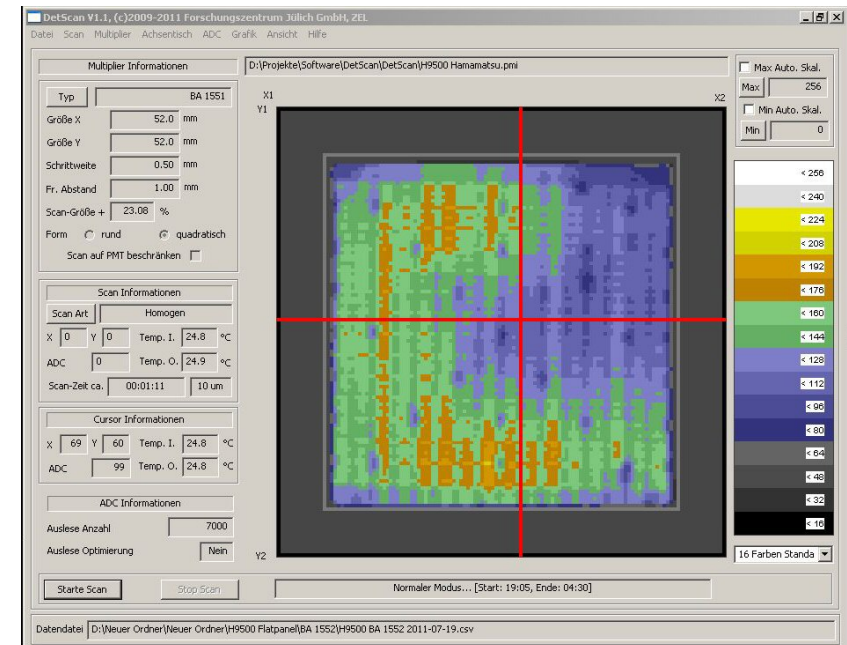 DetScan V1.1, (c)2009-2011 Forschungszentrum Jülich GmbH, ZEL
Datei Scan Multiplier Achsentisch ADC Grafik Ansicht Hilfe
Multiplier Informationen
D:\Projekte\Software\DetScan\DetScan\H9500 Hamamatsu.pmi
Max Auto. Skal.
Max 256
Min Auto. Skal.
Min 0
Typ BA 1551
Größe X 52.0 mm
Größe Y 52.0 mm
Schrittweite 0.50 mm
Fr. Abstand 1.00 mm
Scan-Größe + 23.08 %
Form rund quadratisch
Scan auf PMT beschränken
X1
Y1
X2
Y2
Scan Informationen
Scan Art Homogen
X 0 Y 0 Temp. I. 24.8 °C
ADC 0 Temp. O. 24.9 °C
Scan-Zeit ca. 00:01:11 10 um
Cursor Informationen
X 69 Y 60 Temp. I. 24.8 °C
ADC 99 Temp. O. 24.8 °C
ADC Informationen
Auslese Anzahl 7000
Auslese Optimierung Nein
< 256
< 240
< 224
< 208
< 192
< 176
< 160
< 144
< 128
< 112
< 96
< 80
< 64
< 48
< 32
< 16
16 Farben Standa
Starte Scan
Stop Scan
Normaler Modus... [Start: 19:05, Ende: 04:30]
Datendatei D:\Neuer Ordner\Neuer Ordner\H9500 Flatpanel\BA 1552\H9500 BA 1552 2011-07-19.csv